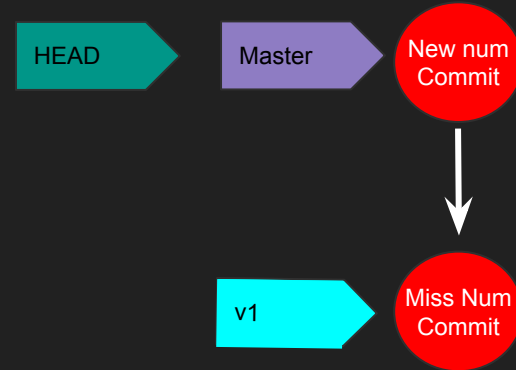 HEAD
Master
New num
Commit
v1
Miss Num
Commit